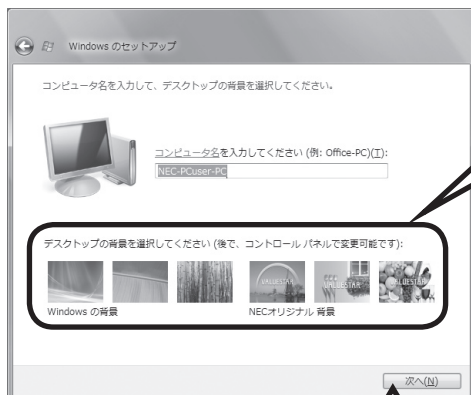 Windows のセットアップ
コンピュータ名を入力して、デスクトップの背景を選択してください。
コンピュータ名を入力してください (例: Office-PC)(T):
NEC-PCuser-PC
デスクトップの背景を選択してください (後で、コントロール パネルで変更可能です):
VALUESTAR VALUESTAR VALUESTAR
Windows の背景 NECオリジナル 背景
次へ(N)